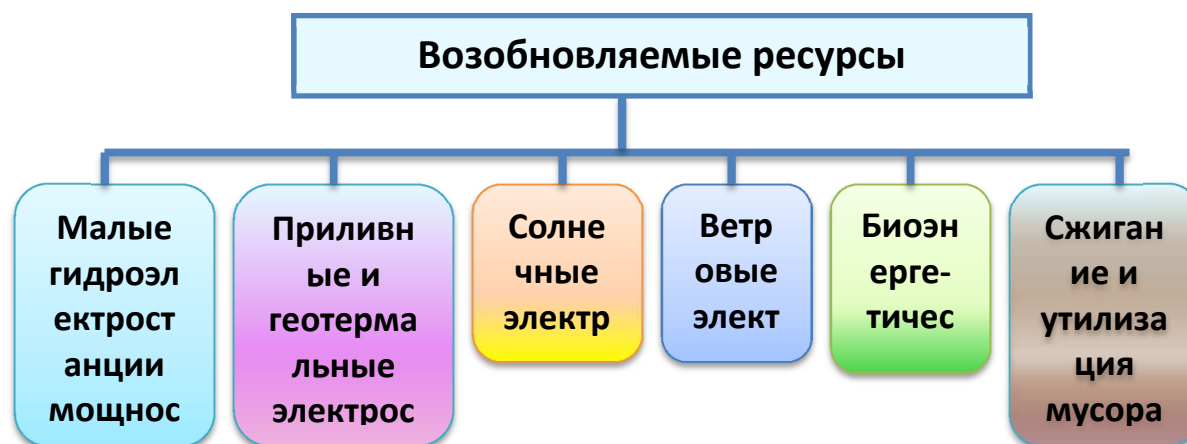 Возобновляемые ресурсы
Малые
гидроэл
ектрост
анции
мощнос
Приливн
ые и
геотерма
льные
электрос
Солне
чные
электр
Ветр
овые
элект
Биоэн
ерге-
тичес
Сжиган
ие и
утилиза
ция
мусора